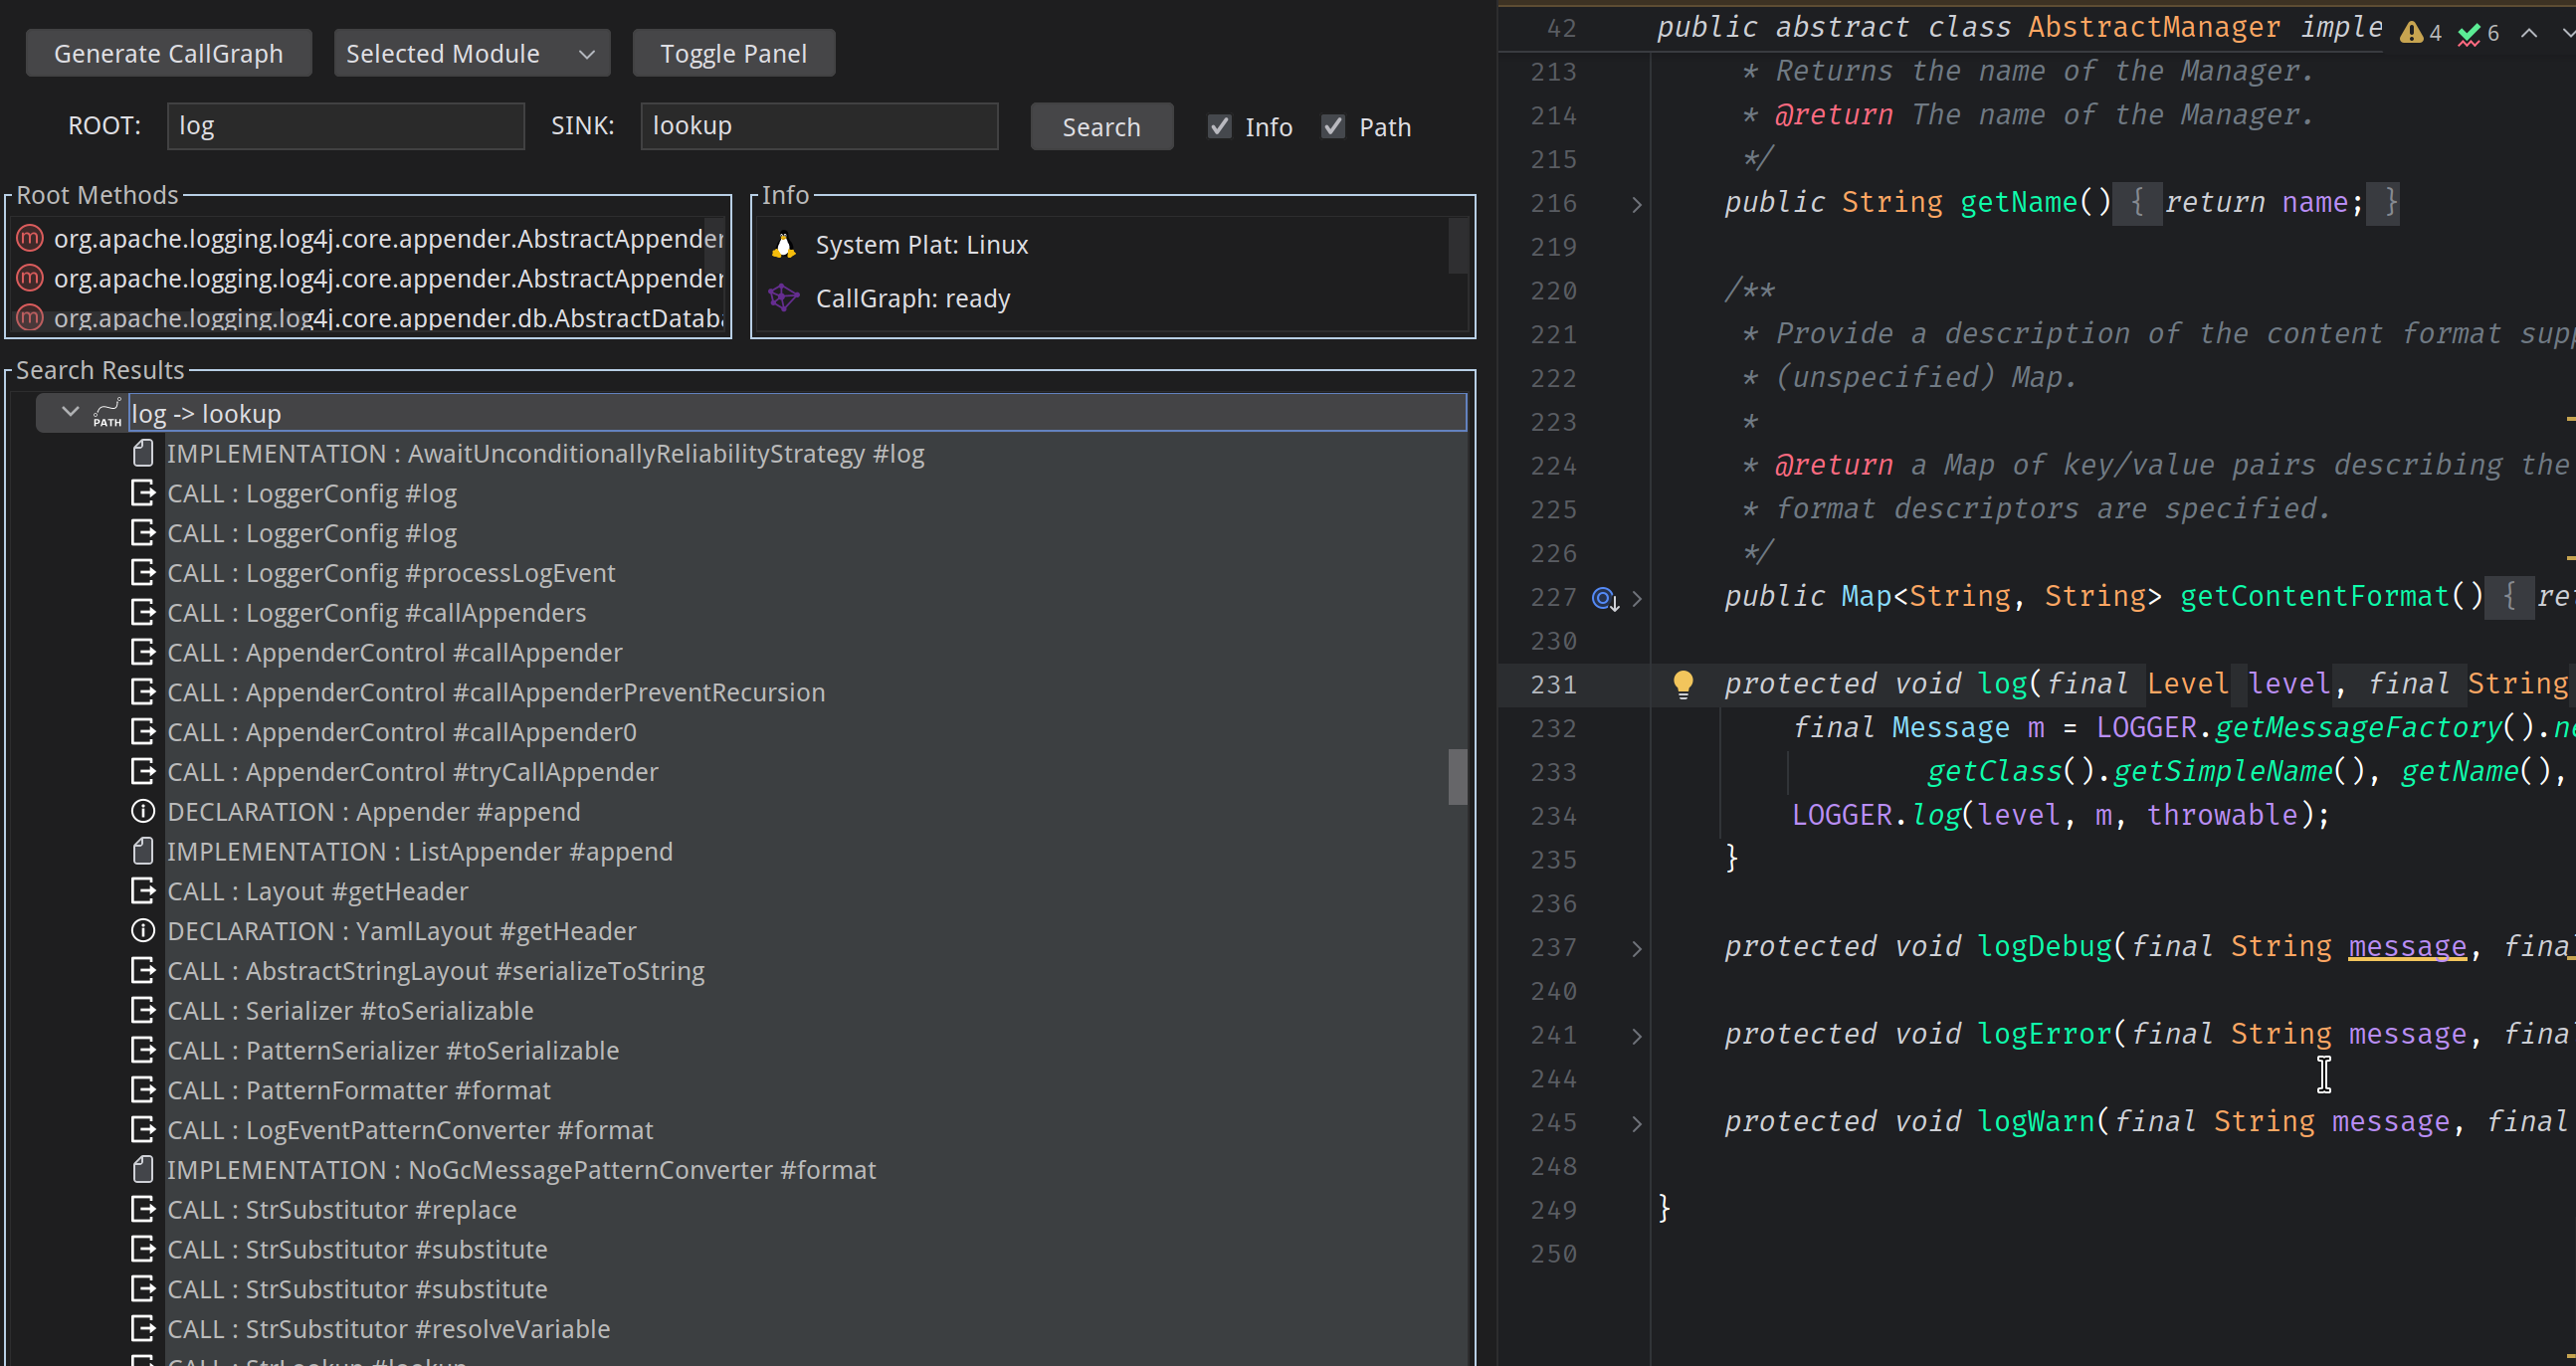 Generate CallGraph
Selected Module
Toggle Panel
ROOT: log
SINK: lookup
Search
Info
Path
Root Methods
org.apache.logging.log4j.core.appender.AbstractAppender
org.apache.logging.log4j.core.appender.AbstractAppender
org.apache.logging.log4j.core.appender.db.AbstractDataba
Info
System Plat: Linux
CallGraph: ready
Search Results
PATH log -> lookup
IMPLEMENTATION : AwaitUnconditionallyReliabilityStrategy #log
CALL : LoggerConfig #log
CALL : LoggerConfig #log
CALL : LoggerConfig #processLogEvent
CALL : LoggerConfig #callAppenders
CALL : AppenderControl #callAppender
CALL : AppenderControl #callAppenderPreventRecursion
CALL : AppenderControl #callAppender0
CALL : AppenderControl #tryCallAppender
DECLARATION : Appender #append
IMPLEMENTATION : ListAppender #append
CALL : Layout #getHeader
DECLARATION : YamlLayout #getHeader
CALL : AbstractStringLayout #serializeToString
CALL : Serializer #toSerializable
CALL : PatternSerializer #toSerializable
CALL : PatternFormatter #format
CALL : LogEventPatternConverter #format
IMPLEMENTATION : NoGcMessagePatternConverter #format
CALL : StrSubstitutor #replace
CALL : StrSubstitutor #substitute
CALL : StrSubstitutor #substitute
CALL : StrSubstitutor #resolveVariable
CALL : StrLookup #lookup
42 public abstract class AbstractManager imple 4 6
213 * Returns the name of the Manager.
214 * @return The name of the Manager.
215 */
216 public String getName() { return name; }
219
220 /**
221 * Provide a description of the content format sup
222 * (unspecified) Map.
223 *
224 * @return a Map of key/value pairs describing the
225 * format descriptors are specified.
226 */
227 public Map<String, String> getContentFormat() { re
230
231 protected void log(final Level level, final String
232 final Message m = LOGGER.getMessageFactory().ne
233 getClass().getSimpleName(), getName(),
234 LOGGER.log(level, m, throwable);
235 }
236
237 protected void logDebug(final String message, fina
240
241 protected void logError(final String message, fina
244
245 protected void logWarn(final String message, final
248
249 }
250